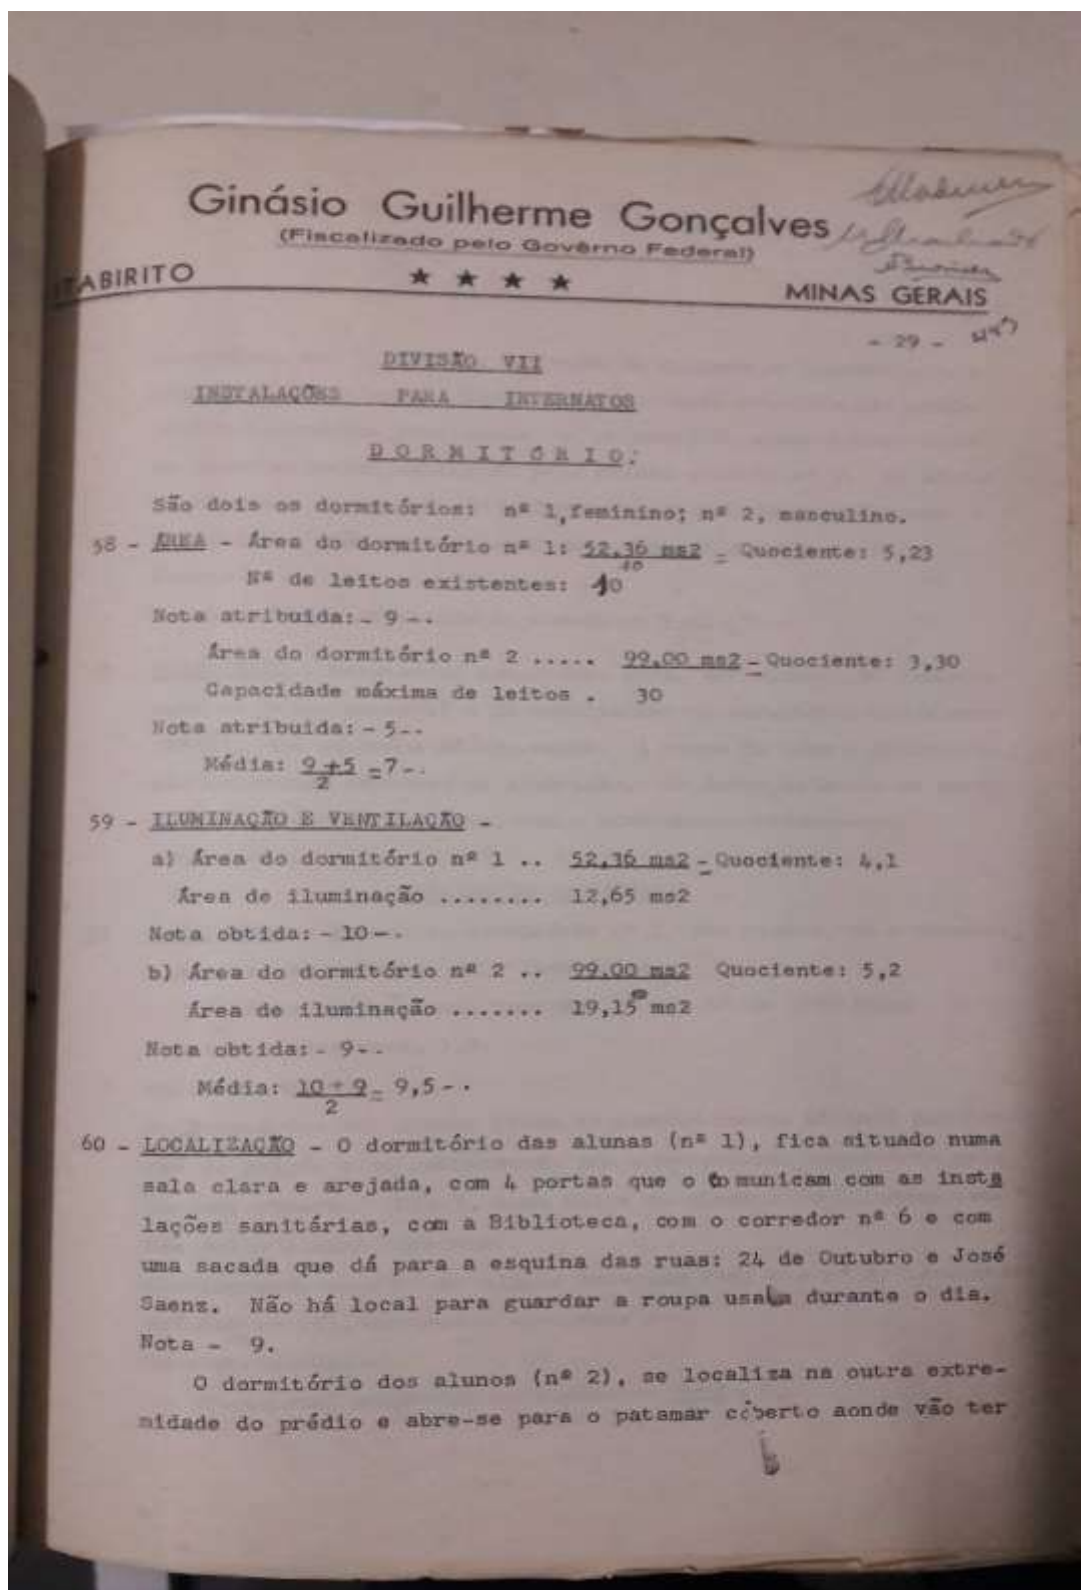 Ginásio Guilherme Gonçalves
(Fiscalizado pelo Govêrno Federal)
ITABIRITO
★ ★ ★ ★
MINAS GERAIS
- 29 -
DIVISÃO VII
INSTALAÇÕES PARA INTERNATOS
D O R M I T Ó R I O:
São dois os dormitórios: nº 1, feminino; nº 2, masculino.
58 - ÁREA - Área do dormitório nº 1: 52,36 ms2 - Quociente: 5,23
10
Nº de leitos existentes: 10
Nota atribuida: - 9 -.
Área do dormitório nº 2 ..... 99,00 ms2 - Quociente: 3,30
Capacidade máxima de leitos . 30
Nota atribuida: - 5-.
Média: 9 +5 =7-.
2
59 - ILUMINAÇÃO E VENTILAÇÃO -
a) Área do dormitório nº 1 .. 52,36 ms2 - Quociente: 4,1
Área de iluminação ........ 12,65 ms2
Nota obtida: - 10 -.
b) Área do dormitório nº 2 .. 99,00 ms2 Quociente: 5,2
Área de iluminação ....... 19,15 ms2
Nota obtida: - 9-.
Média: 10 + 9 = 9,5 -.
2
60 - LOCALIZAÇÃO - O dormitório das alunas (nº 1), fica situado numa
sala clara e arejada, com 4 portas que o comunicam com as insta
lações sanitárias, com a Biblioteca, com o corredor nº 6 e com
uma sacada que dá para a esquina das ruas: 24 de Outubro e José
Saenz. Não há local para guardar a roupa usada durante o dia.
Nota - 9.
O dormitório dos alunos (nº 2), se localiza na outra extre-
midade do prédio e abre-se para o patamar coberto aonde vão ter